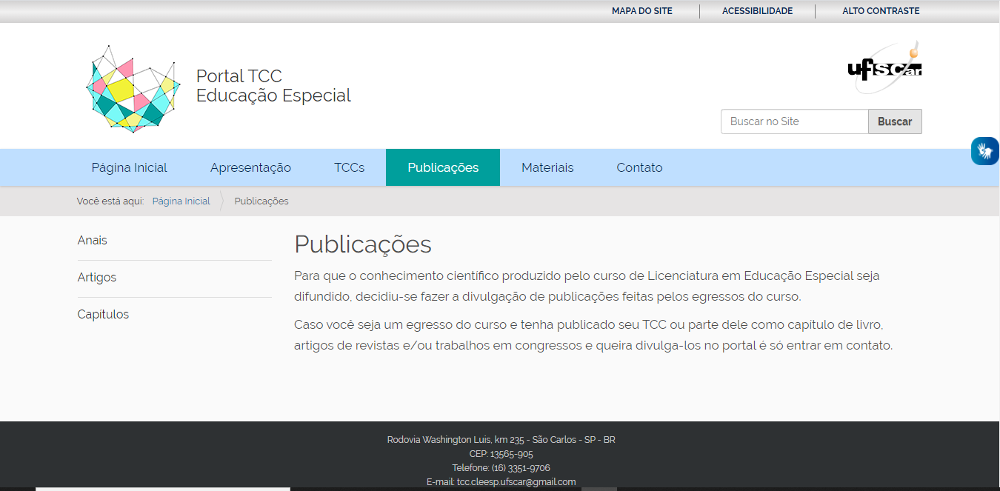 MAPA DO SITE
ACESSIBILIDADE
ALTO CONTRASTE
Portal TCC
Educação Especial
ufscar
Buscar no Site
Buscar
Página Inicial
Apresentação
TCCs
Publicações
Materiais
Contato
Você está aqui: Página Inicial Publicações
Anais
Artigos
Capítulos
Publicações
Para que o conhecimento científico produzido pelo curso de Licenciatura em Educação Especial seja
difundido, decidiu-se fazer a divulgação de publicações feitas pelos egressos do curso.
Caso você seja um egresso do curso e tenha publicado seu TCC ou parte dele como capítulo de livro,
artigos de revistas e/ou trabalhos em congressos e queira divulga-los no portal é só entrar em contato.
Rodovia Washington Luis, km 235 - São Carlos - SP - BR
CEP: 13565-905
Telefone: (16) 3351-9706
E-mail: tcc.cleesp.ufscar@gmail.com